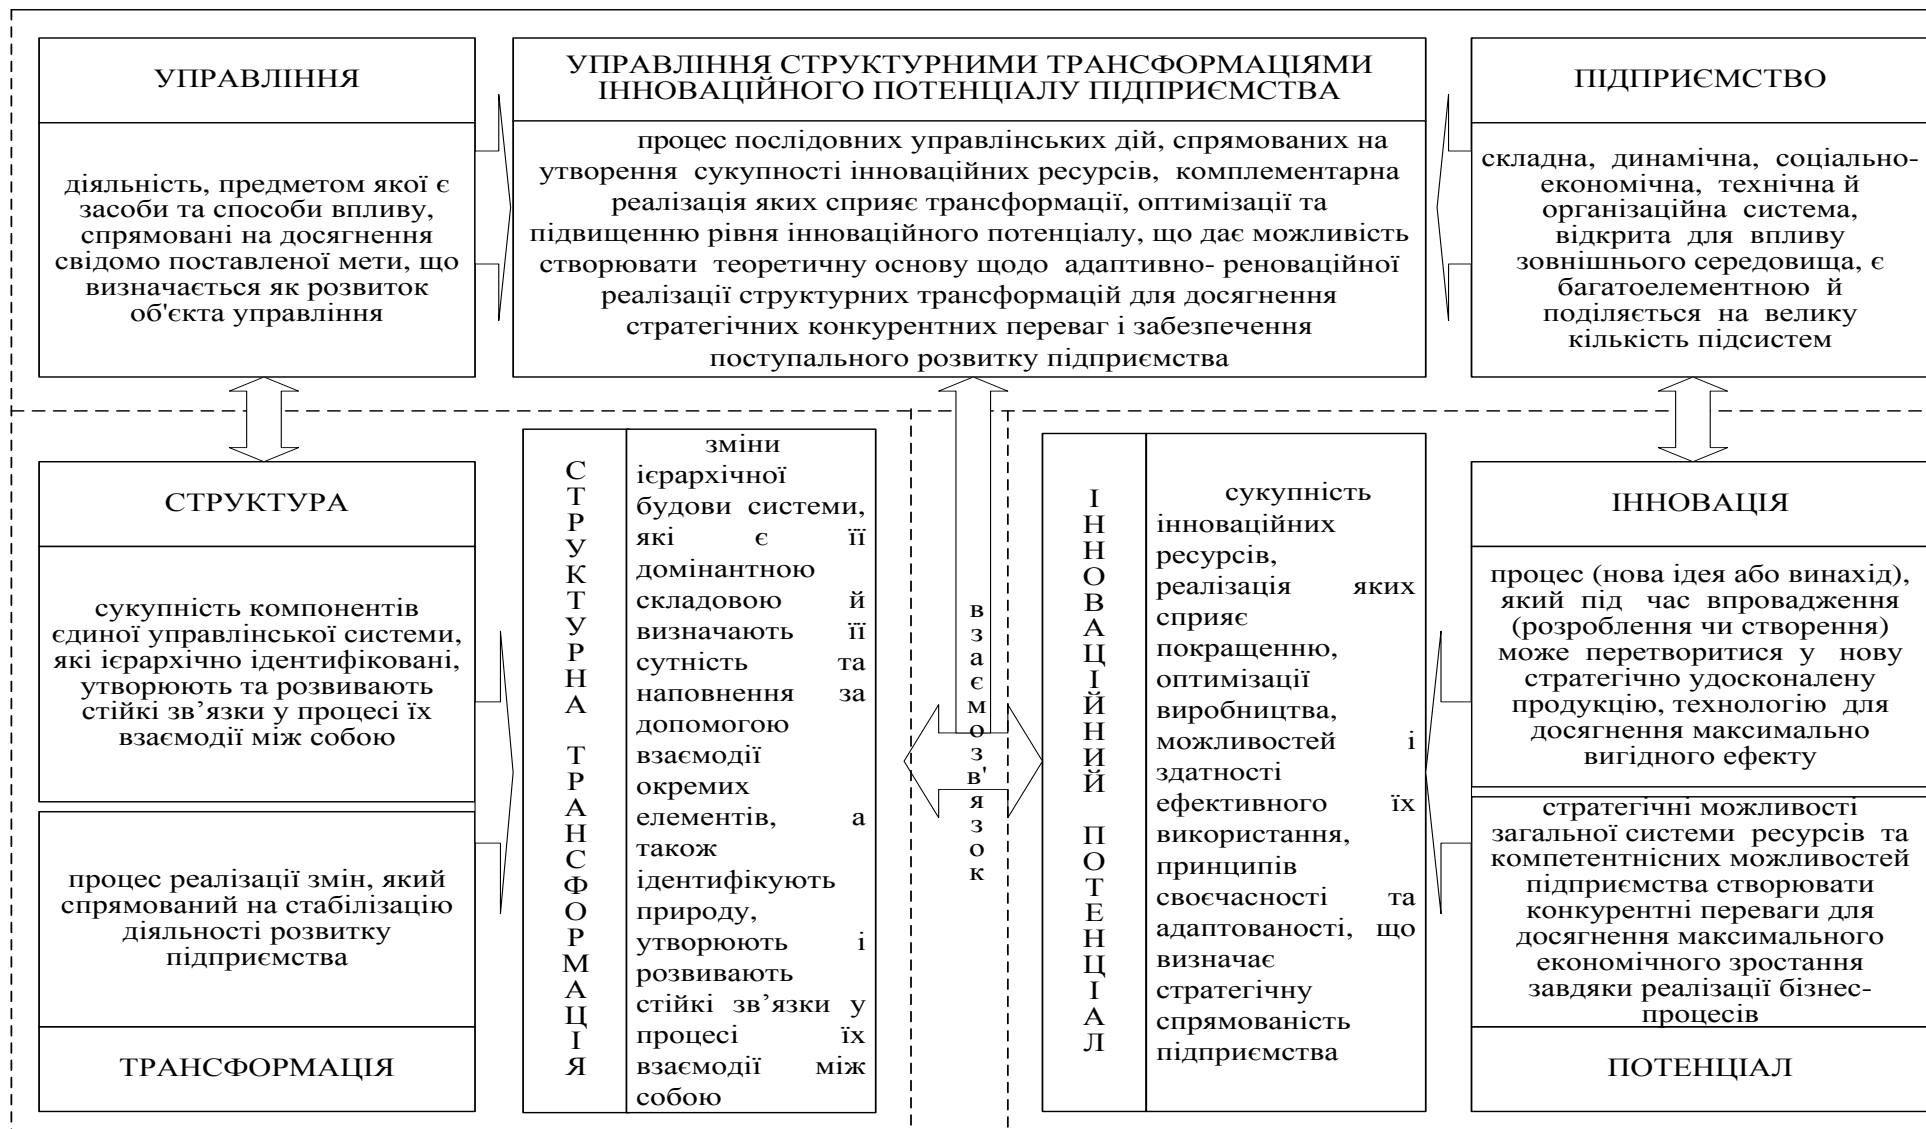 УПРАВЛІННЯ
діяльність, предметом якої є
засоби та способи впливу,
спрямовані на досягнення
свідомо поставленої мети, що
визначається як розвиток
об'єкта управління
УПРАВЛІННЯ СТРУКТУРНИМИ ТРАНСФОРМАЦІЯМИ
ІННОВАЦІЙНОГО ПОТЕНЦІАЛУ ПІДПРИЄМСТВА
процес послідовних управлінських дій, спрямованих на
утворення сукупності інноваційних ресурсів, комплементарна
реалізація яких сприяє трансформації, оптимізації та
підвищенню рівня інноваційного потенціалу, що дає можливість
створювати теоретичну основу щодо адаптивно- реноваційної
реалізації структурних трансформацій для досягнення
стратегічних конкурентних переваг і забезпечення
поступального розвитку підприємства
ПІДПРИЄМСТВО
складна, динамічна, соціально-
економічна, технічна й
організаційна система,
відкрита для впливу
зовнішнього середовища, є
багатоелементною й
поділяється на велику
кількість підсистем
СТРУКТУРА
сукупність компонентів
єдиної управлінської системи,
які ієрархічно ідентифіковані,
утворюють та розвивають
стійкі зв’язки у процесі їх
взаємодії між собою
процес реалізації змін, який
спрямований на стабілізацію
діяльності розвитку
підприємства
ТРАНСФОРМАЦІЯ
СТРУКТУРНА ТРАНСФОРМАЦІЯ
зміни
ієрархічної
будови системи,
які є її
домінантною
складовою й
визначають її
сутність та
наповнення за
допомогою
взаємодії
окремих
елементів, а
також
ідентифікують
природу,
утворюють і
розвивають
стійкі зв’язки у
процесі їх
взаємодії між
собою
взаємозв'язок
ІННОВАЦІЙНИЙ ПОТЕНЦІАЛ
сукупність
інноваційних
ресурсів,
реалізація яких
сприяє
покращенню,
оптимізації
виробництва,
можливостей і
здатності
ефективного їх
використання,
принципів
своєчасності та
адаптованості, що
визначає
стратегічну
спрямованість
підприємства
ІННОВАЦІЯ
процес (нова ідея або винахід),
який під час впровадження
(розроблення чи створення)
може перетворитися у нову
стратегічно удосконалену
продукцію, технологію для
досягнення максимально
вигідного ефекту
стратегічні можливості
загальної системи ресурсів та
компетентнісних можливостей
підприємства створювати
конкурентні переваги для
досягнення максимального
економічного зростання
завдяки реалізації бізнес-
процесів
ПОТЕНЦІАЛ